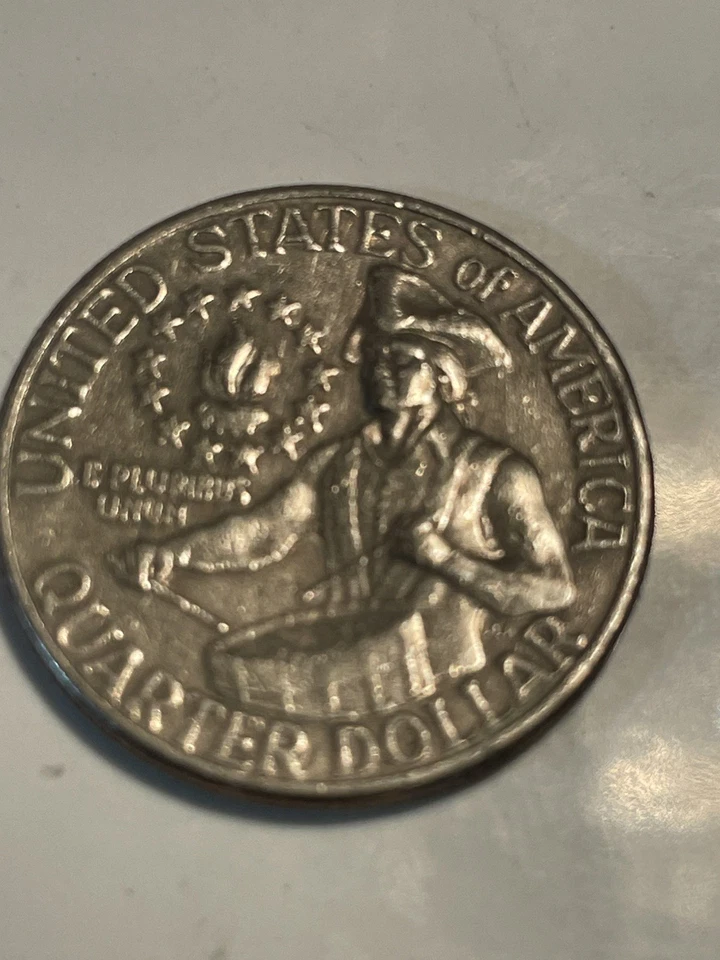 UNITED STATES OF AMERICA
E PLURIBUS
UNUM
QUARTER DOLLAR